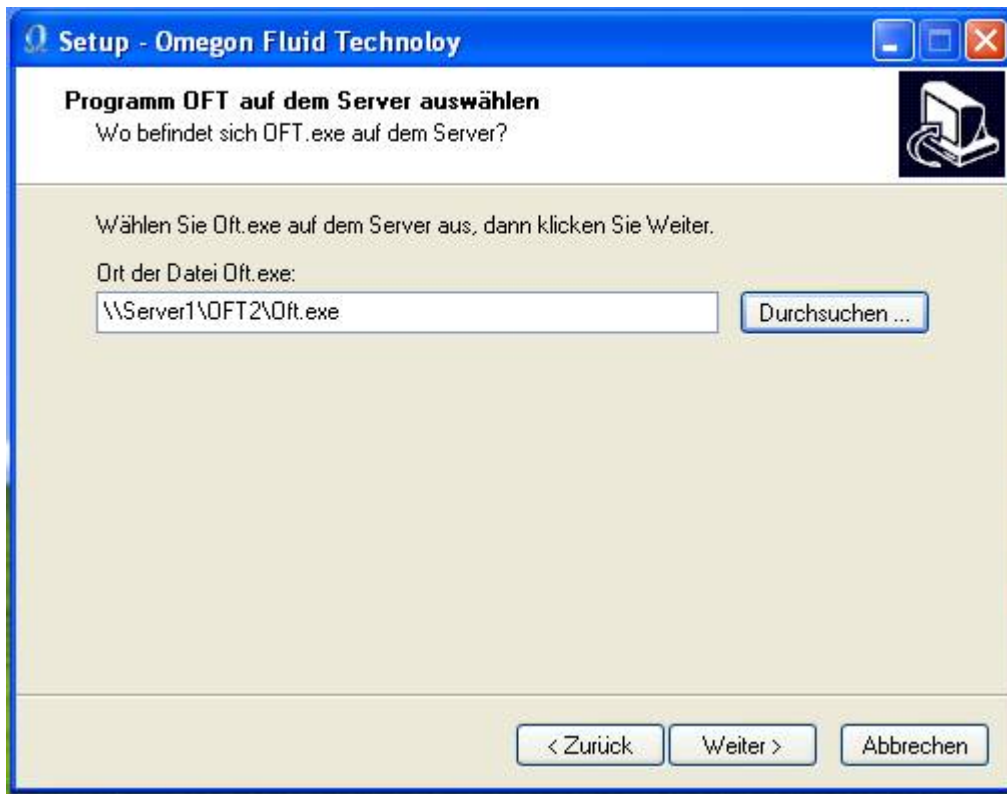 Setup - Omegon Fluid Technoloy
Programm OFT auf dem Server auswählen
Wo befindet sich OFT.exe auf dem Server?
Wählen Sie Oft.exe auf dem Server aus, dann klicken Sie Weiter.
Ort der Datei Oft.exe:
\\Server1\OFT2\Oft.exe
Durchsuchen ...
< Zurück
Weiter >
Abbrechen